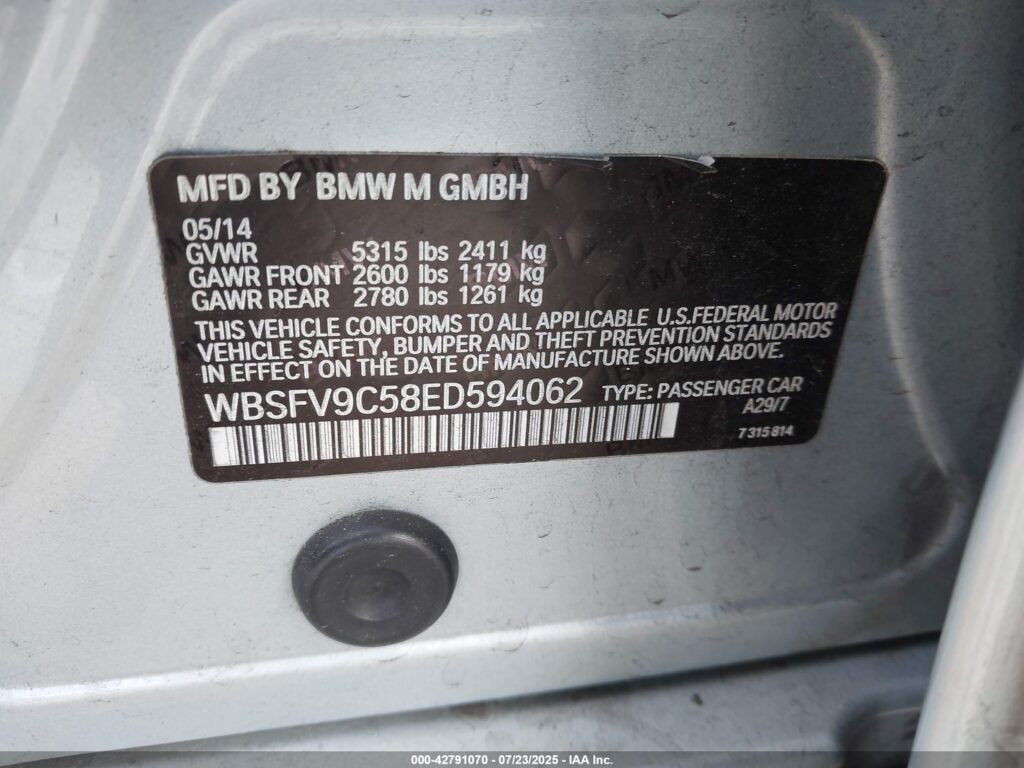 MFD BY BMW M GMBH
05/14
GVWR 5315 lbs 2411 kg
GAWR FRONT 2600 lbs 1179 kg
GAWR REAR 2780 lbs 1261 kg
THIS VEHICLE CONFORMS TO ALL APPLICABLE U.S.FEDERAL MOTOR
VEHICLE SAFETY, BUMPER AND THEFT PREVENTION STANDARDS
IN EFFECT ON THE DATE OF MANUFACTURE SHOWN ABOVE.
WBSFV9C58ED594062 TYPE: PASSENGER CAR
A29/7
7315814
000-42791070 - 07/23/2025 - IAA Inc.